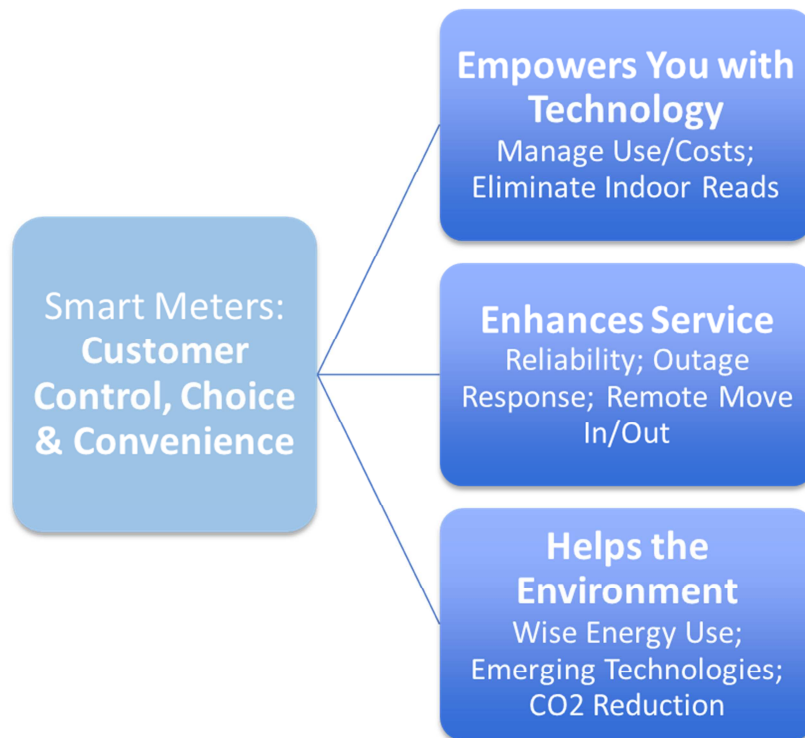 Smart Meters:
Customer
Control, Choice
& Convenience
Empowers You with
Technology
Manage Use/Costs;
Eliminate Indoor Reads
Enhances Service
Reliability; Outage
Response; Remote Move
In/Out
Helps the
Environment
Wise Energy Use;
Emerging Technologies;
CO2 Reduction